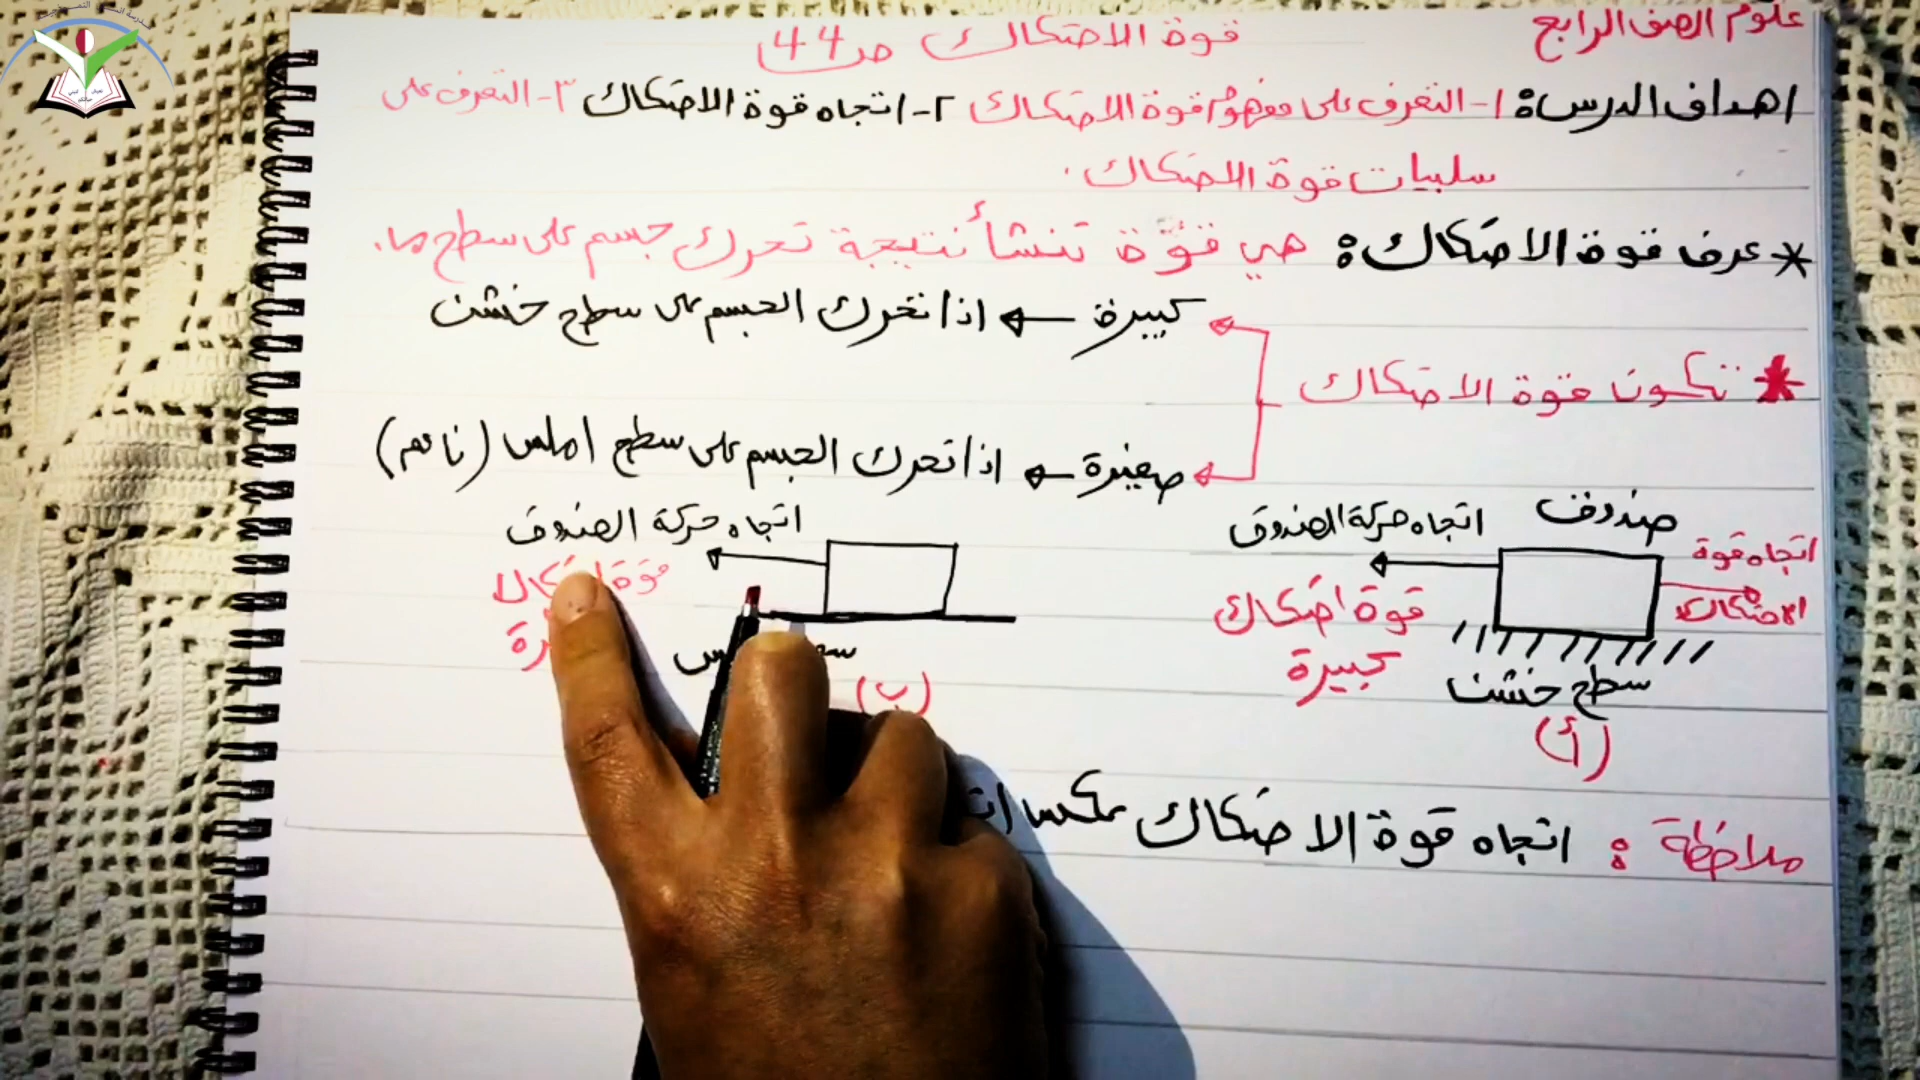 علوم الصف الرابع
قوة الاحتكاك ص44
اهداف الدرس: ١- التعرف على مفهوم قوة الاحتكاك ٢- اتجاه قوة الاحتكاك ٣- التعرف على
سلبيات قوة الاحتكاك.
* عرف قوة الاحتكاك: هي قوة تنشأ نتيجة تحرك جسم على سطح ما.
كبيرة ← اذا تحرك الجسم على سطح خشن
* تكون قوة الاحتكاك
صغيرة ← اذا تحرك الجسم على سطح املس (ناعم)
صندوق
اتجاه حركة الصندوق
اتجاه قوة
الاحتكاك
قوة احتكاك
كبيرة
سطح خشن
(أ)
اتجاه حركة الصندوق
قوة
(ب)
ملاحظة: اتجاه قوة الاحتكاك عكس